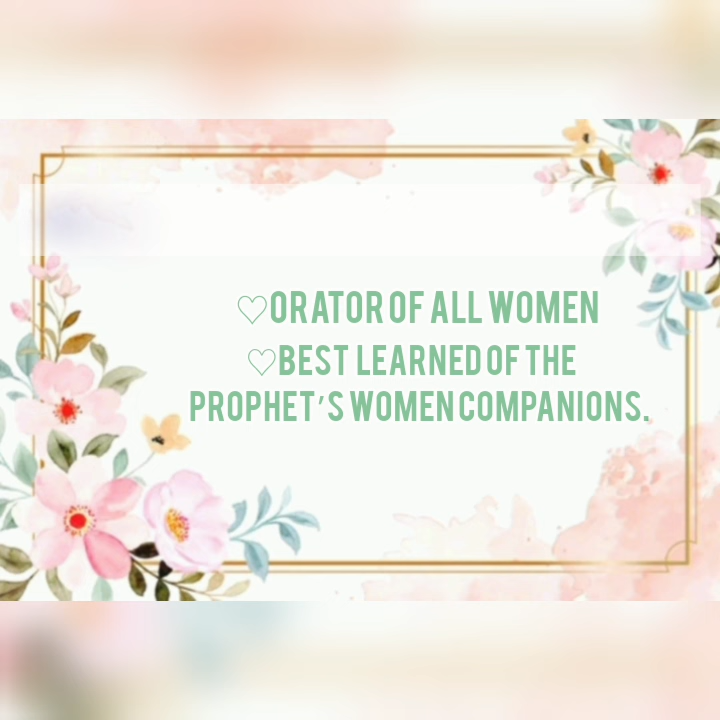 ♡ORATOR OF ALL WOMEN
♡BEST LEARNED OF THE
PROPHET'S WOMEN COMPANIONS.